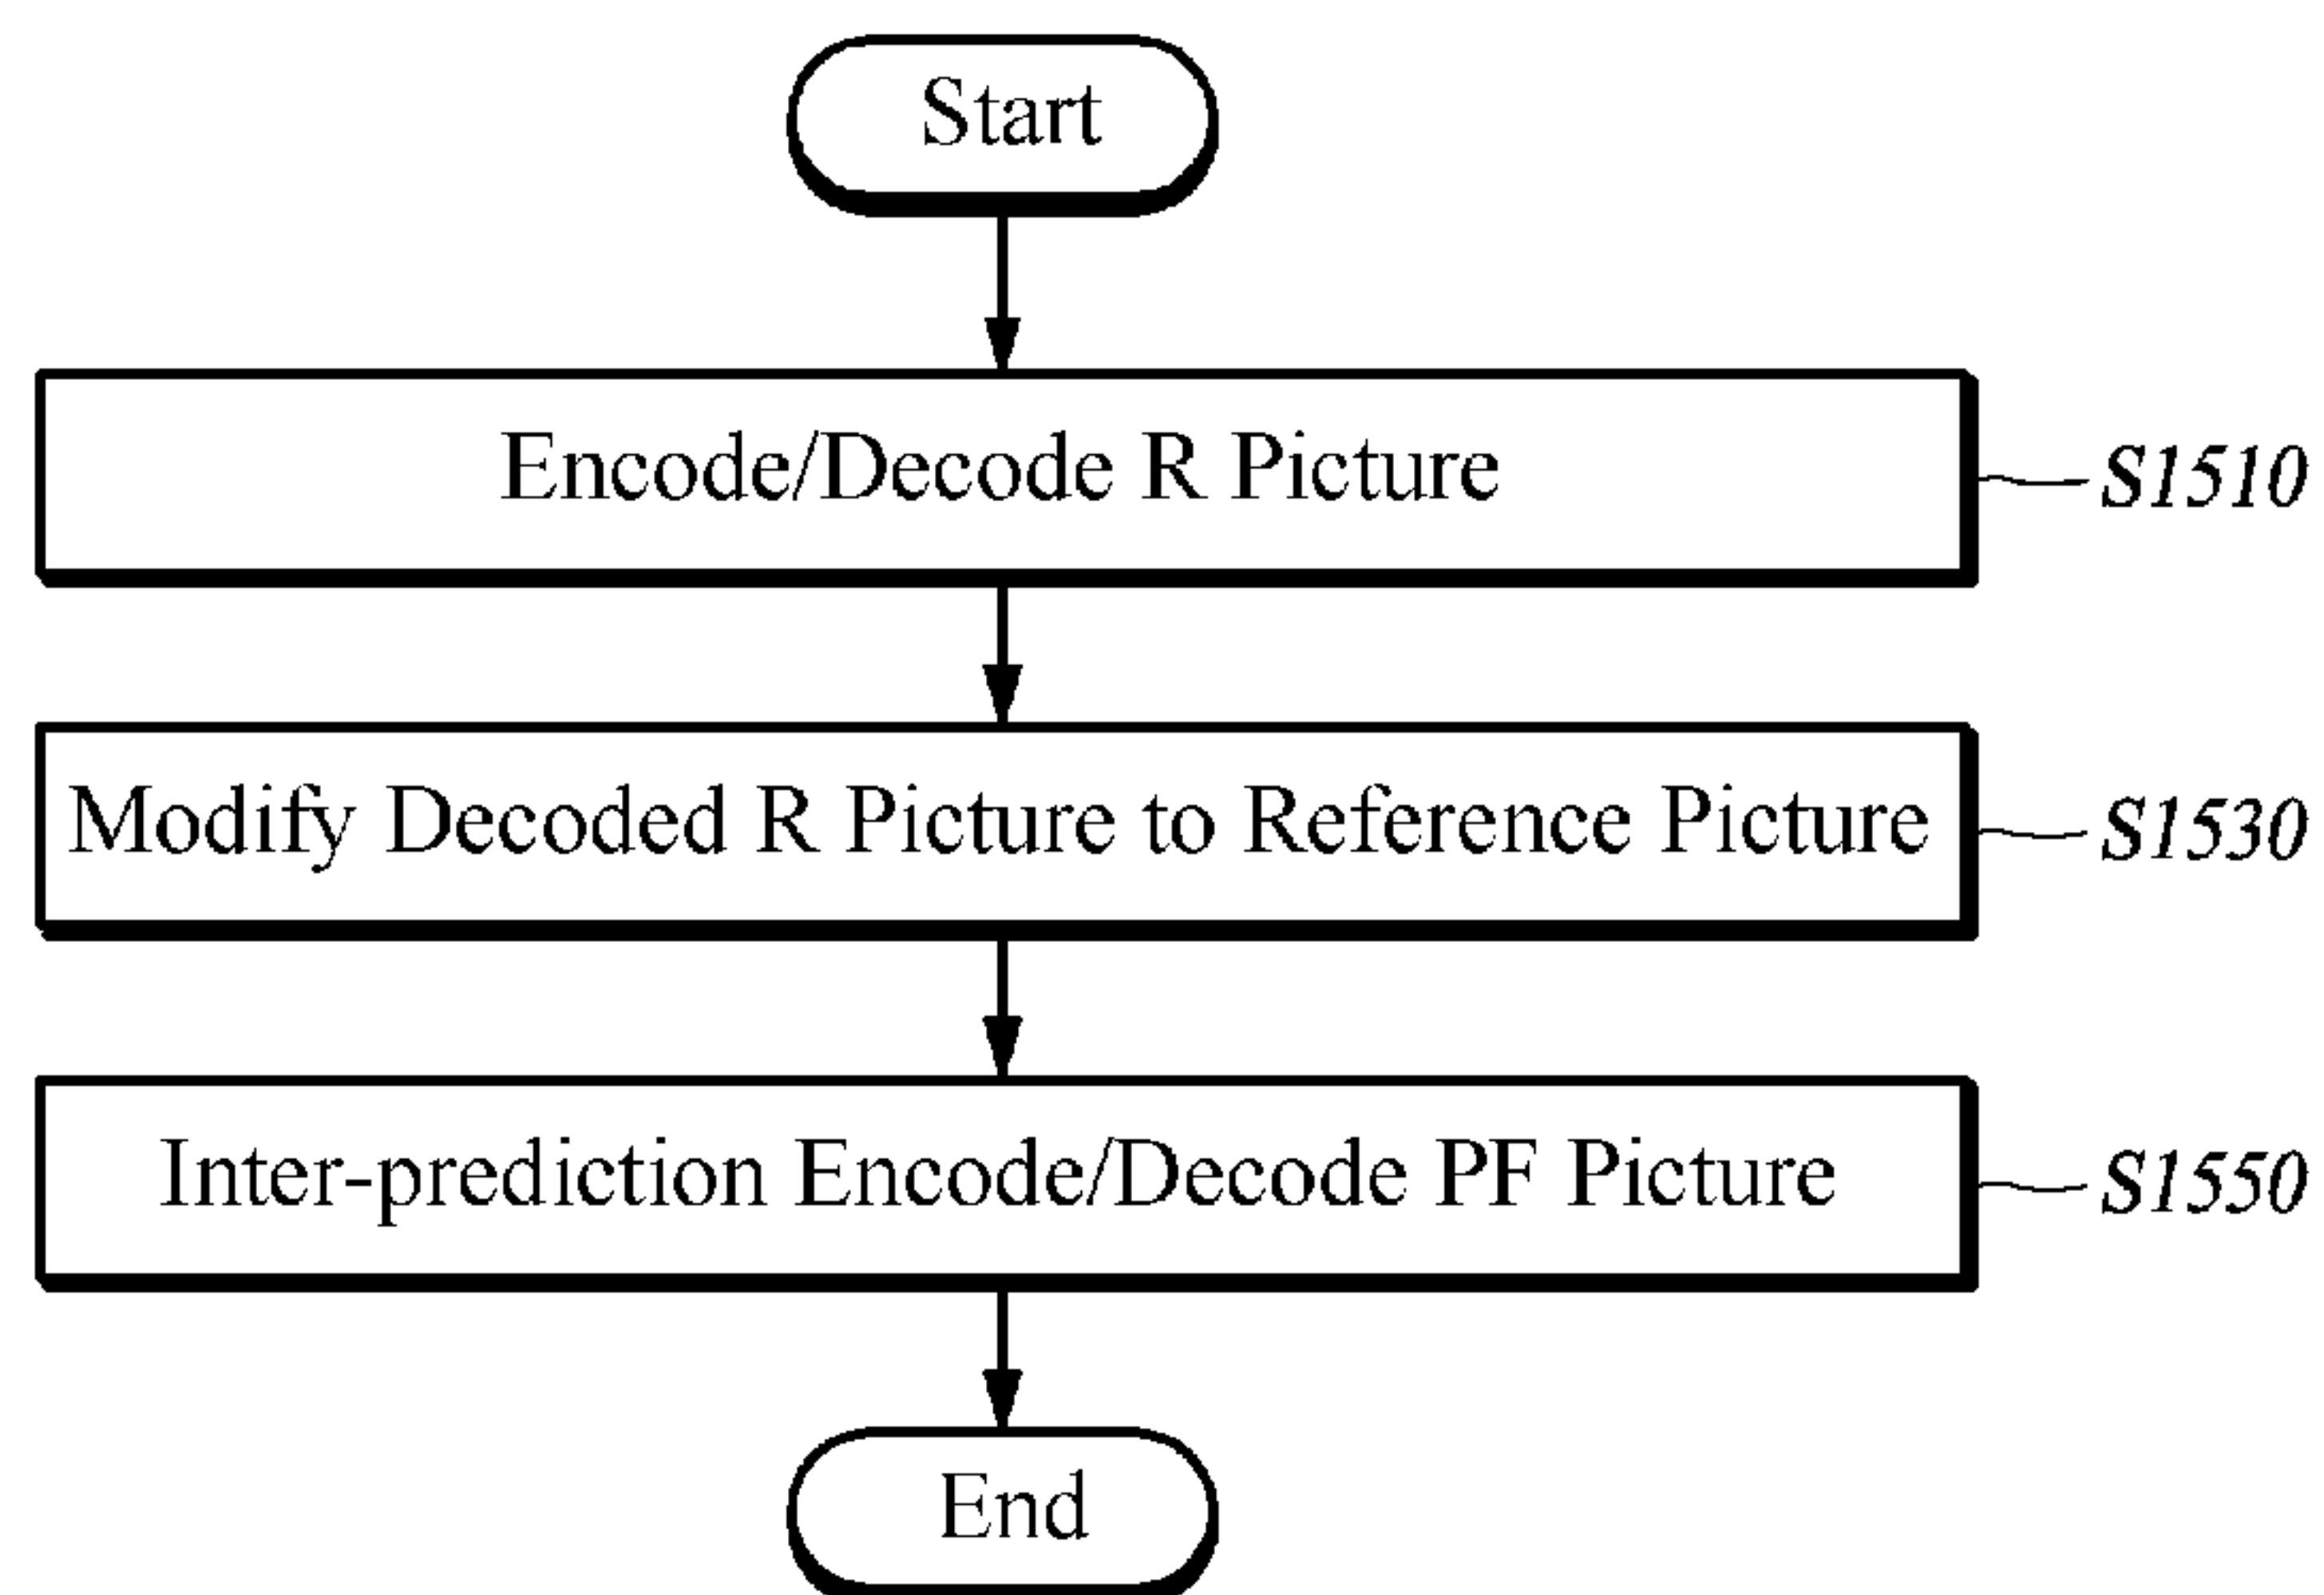 Start
Encode/Decode R Picture
S1510
Modify Decoded R Picture to Reference Picture
S1530
Inter-prediction Encode/Decode PF Picture
S1550
End